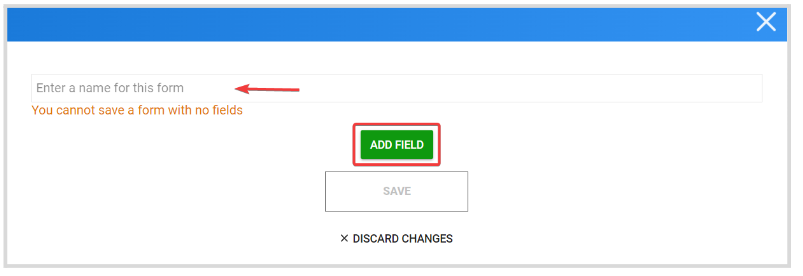 Enter a name for this form
You cannot save a form with no fields
ADD FIELD
SAVE
× DISCARD CHANGES